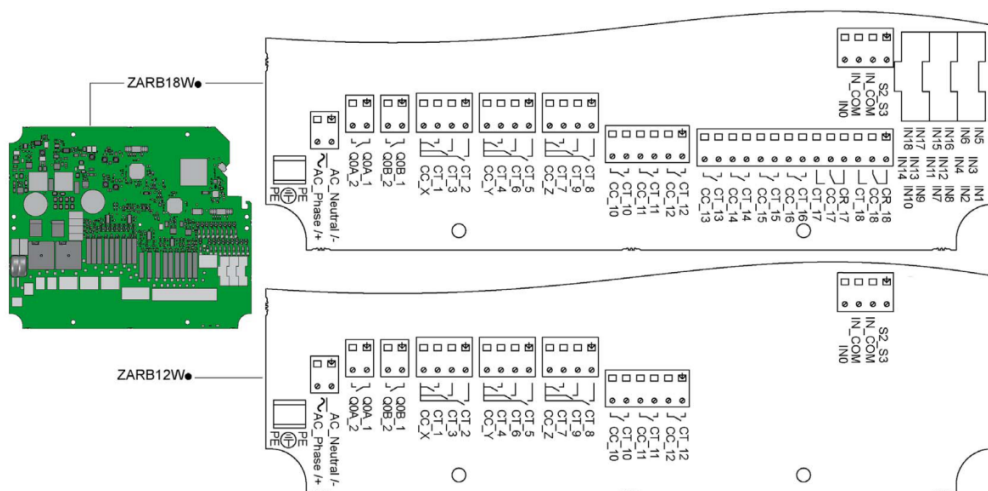 ZARB18W●
PE
PE
AC_Phase /+
AC_Neutral /-
Q0A_2
Q0A_1
Q0B_2
Q0B_1
CC_X
CT_1
CT_3
CT_2
CC_Y
CT_4
CT_6
CT_5
CC_Z
CT_7
CT_9
CT_8
CC_10
CT_10
CC_11
CT_11
CC_12
CT_12
CC_13
CT_13
CC_14
CT_14
CC_15
CT_15
CC_16
CT_16
CT_17
CC_17
CR_17
CT_18
CC_18
CR_18
IN0
IN_COM
IN_COM
S2_S3
IN18
IN14
IN10
IN17
IN13
IN9
IN15
IN11
IN7
IN16
IN12
IN8
IN6
IN4
IN2
IN5
IN3
IN1
ZARB12W●
PE
PE
AC_Phase /+
AC_Neutral /-
Q0A_2
Q0A_1
Q0B_2
Q0B_1
CC_X
CT_1
CT_3
CT_2
CC_Y
CT_4
CT_6
CT_5
CC_Z
CT_7
CT_9
CT_8
CC_10
CT_10
CC_11
CT_11
CC_12
CT_12
IN0
IN_COM
IN_COM
S2_S3